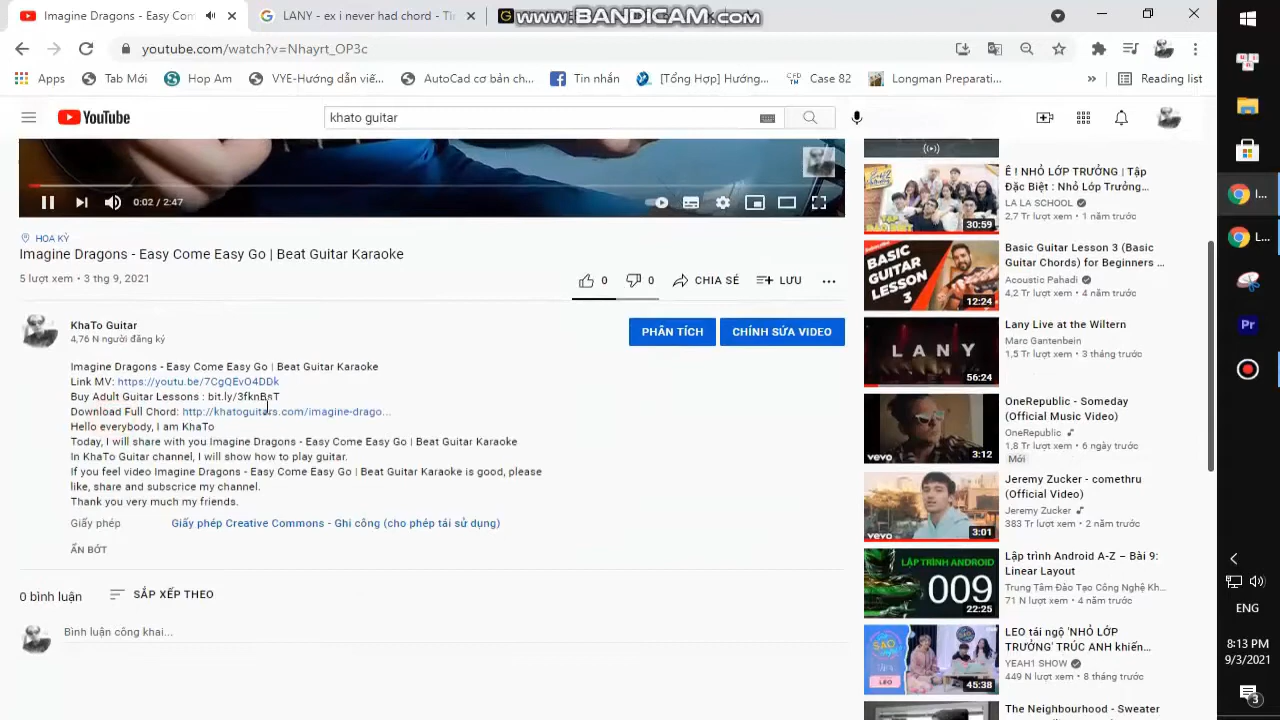 Imagine Dragons - Easy Com
LANY - ex i never had chord - Th
www.BANDICAM.com
youtube.com/watch?v=Nhayrt_OP3c
Apps
Tab Mới
Hop Am
VYE-Hướng dẫn viế...
AutoCad cơ bản ch...
Tin nhắn
[Tổng Hợp] Hướng...
Case 82
Longman Preparati...
»
Reading list
YouTube
khato guitar
0:02 / 2:47
HOA KỲ
Imagine Dragons - Easy Come Easy Go | Beat Guitar Karaoke
5 lượt xem • 3 thg 9, 2021
0
0
CHIA SẺ
LƯU
KhaTo Guitar
4,76 N người đăng ký
PHÂN TÍCH
CHỈNH SỬA VIDEO
Imagine Dragons - Easy Come Easy Go | Beat Guitar Karaoke
Link MV: https://youtu.be/7CgQEvO4DDk
Buy Adult Guitar Lessons : bit.ly/3fknBsT
Download Full Chord: http://khatoguitars.com/imagine-drago...
Hello everybody, I am KhaTo
Today, I will share with you Imagine Dragons - Easy Come Easy Go | Beat Guitar Karaoke
In KhaTo Guitar channel, I will show how to play guitar.
If you feel video Imagine Dragons - Easy Come Easy Go | Beat Guitar Karaoke is good, please
like, share and subscrice my channel.
Thank you very much my friends.
Giấy phép
Giấy phép Creative Commons - Ghi công (cho phép tái sử dụng)
ẨN BỚT
0 bình luận
SẮP XẾP THEO
Bình luận công khai...
30:59
Ê ! NHỎ LỚP TRƯỞNG | Tập
Đặc Biệt : Nhỏ Lớp Trưởng...
LA LA SCHOOL
2,7 Tr lượt xem • 1 năm trước
BASIC
GUITAR
LESSON
3
12:24
Basic Guitar Lesson 3 (Basic
Guitar Chords) for Beginners ...
Acoustic Pahadi
4,2 Tr lượt xem • 4 năm trước
LANY
56:24
Lany Live at the Wiltern
Marc Gantenbein
1,5 Tr lượt xem • 3 tháng trước
vevo
3:12
OneRepublic - Someday
(Official Music Video)
OneRepublic
1,8 Tr lượt xem • 6 ngày trước
Mới
vevo
3:01
Jeremy Zucker - comethru
(Official Video)
Jeremy Zucker
383 Tr lượt xem • 2 năm trước
LẬP TRÌNH ANDROID
009
22:25
Lập trình Android A-Z – Bài 9:
Linear Layout
Trung Tâm Đào Tạo Công Nghệ Kh...
71 N lượt xem • 4 năm trước
LEO
45:38
LEO tái ngộ 'NHỎ LỚP
TRƯỞNG' TRÚC ANH khiến...
YEAH1 SHOW
449 N lượt xem • 8 tháng trước
The Neighbourhood - Sweater
I...
L...
Pr
ENG
8:13 PM
9/3/2021
3